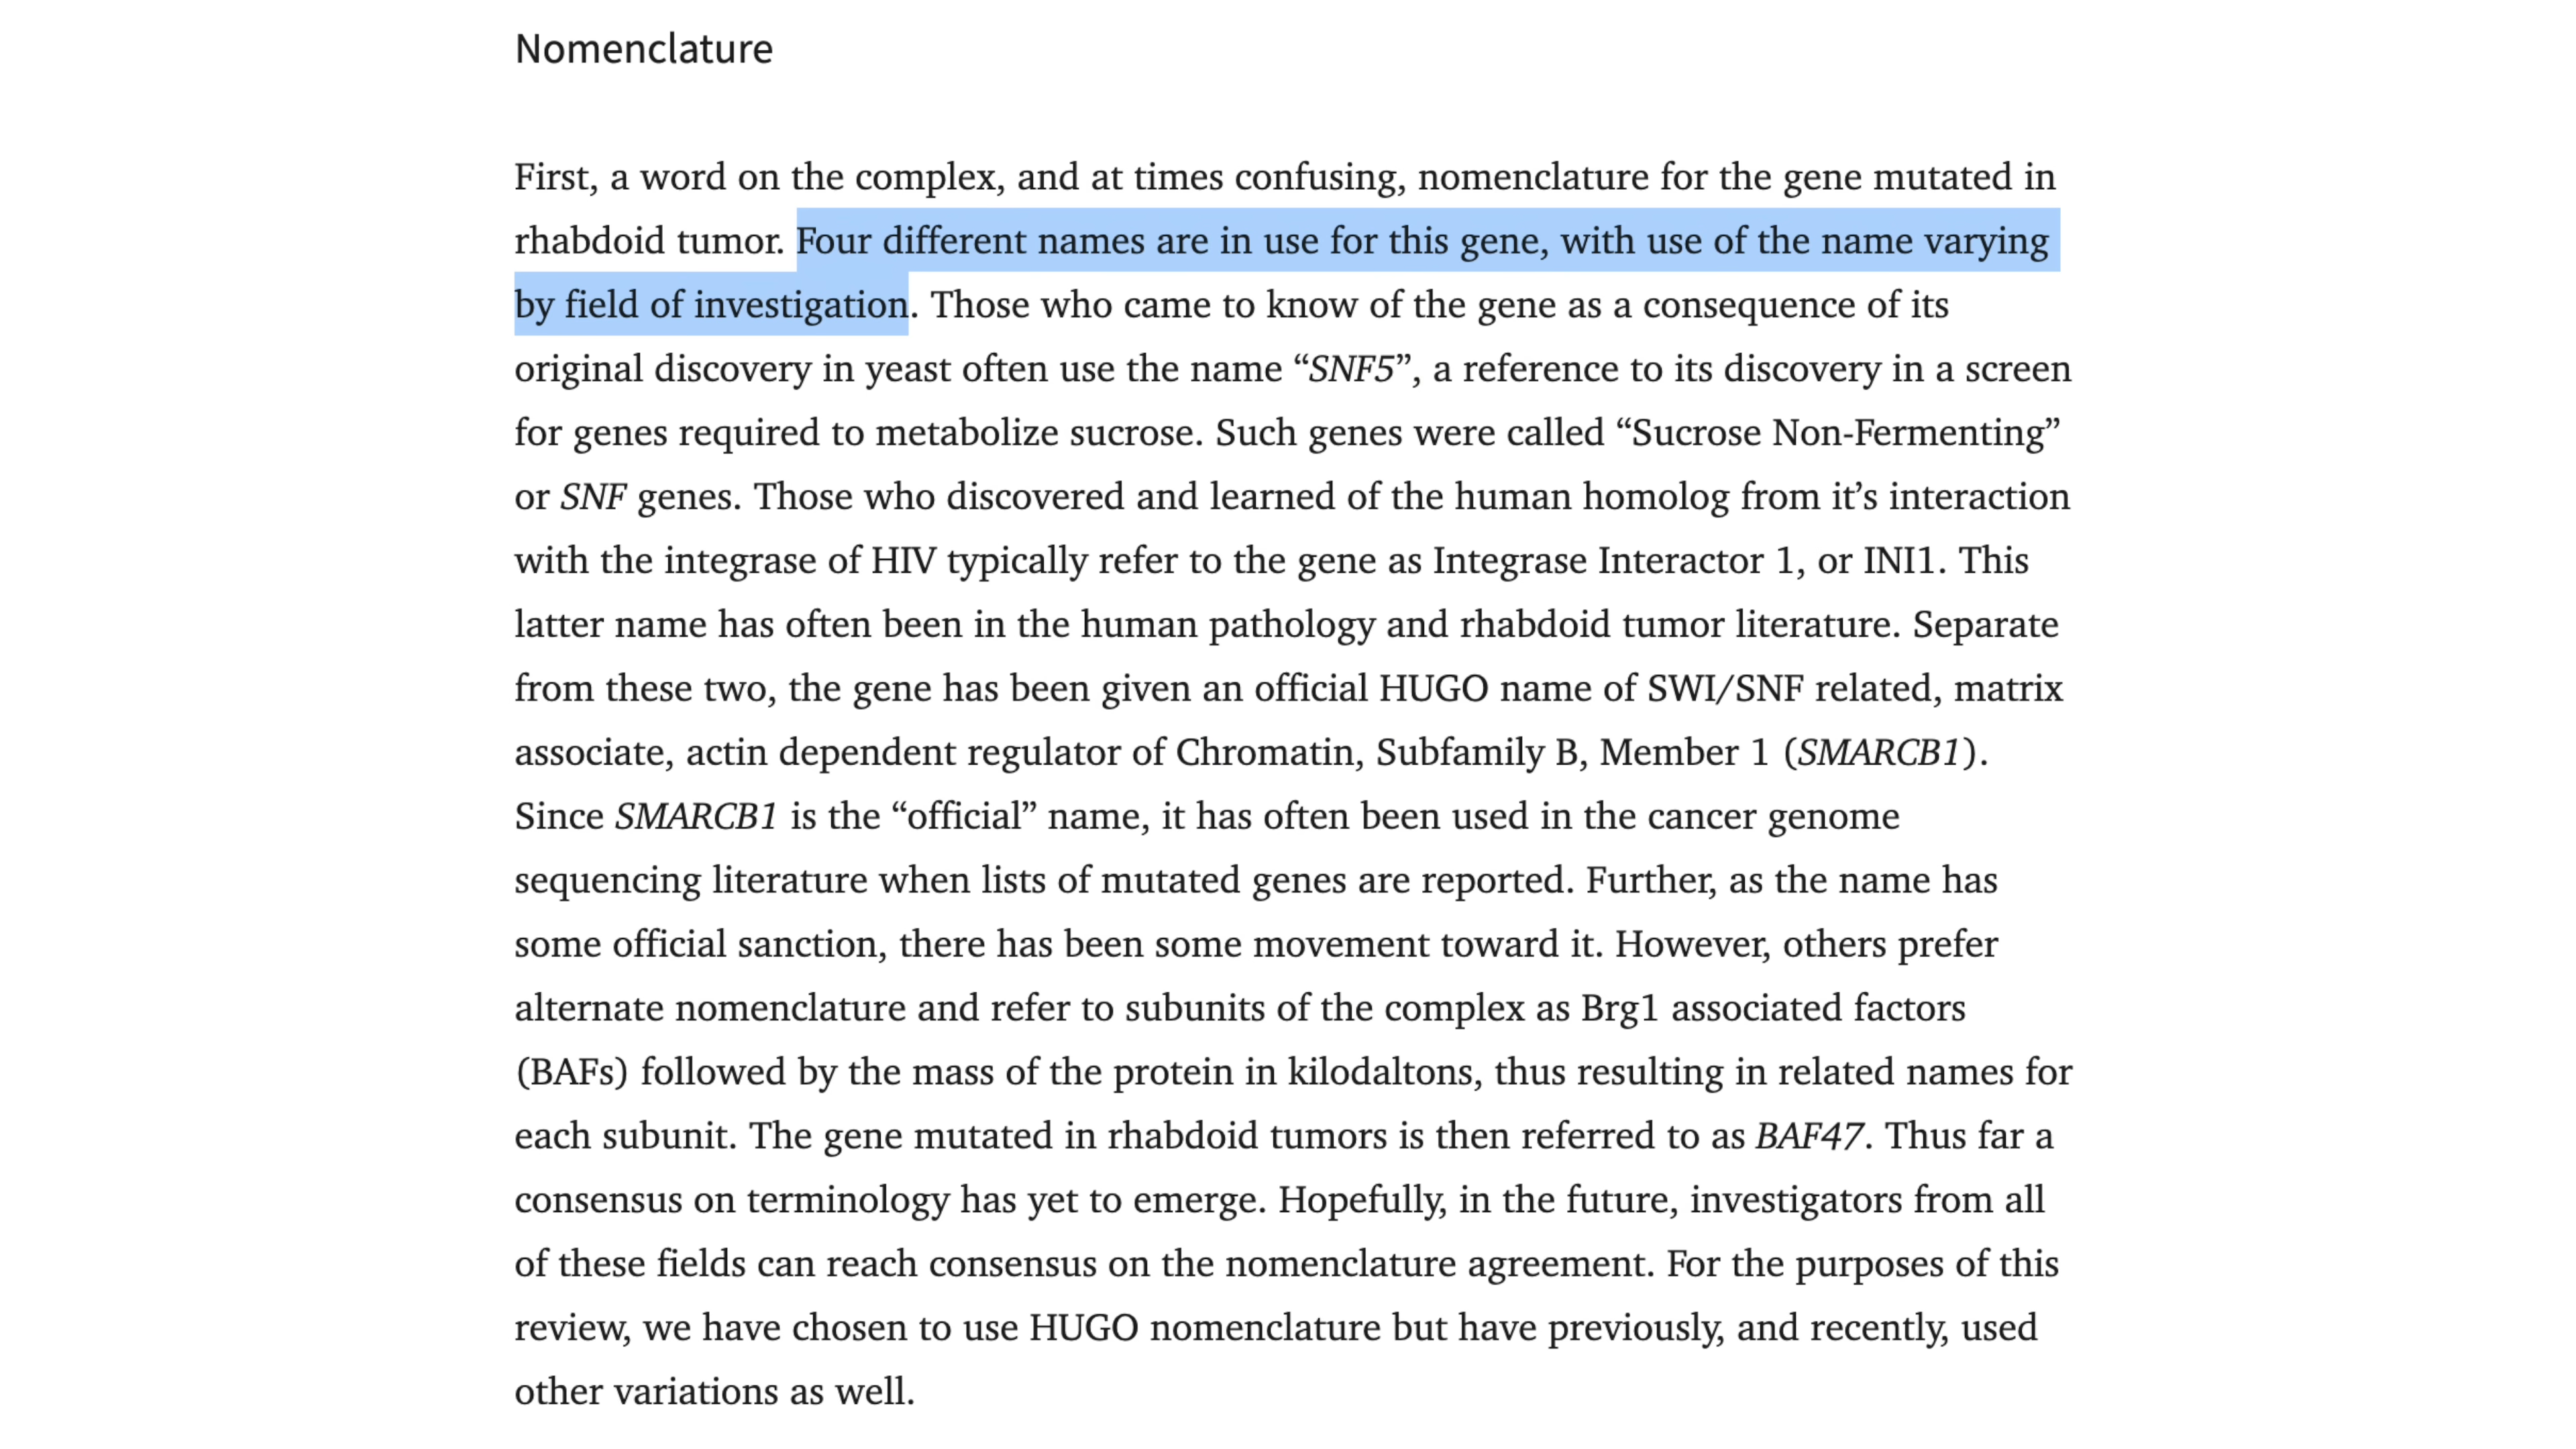 Nomenclature
First, a word on the complex, and at times confusing, nomenclature for the gene mutated in
rhabdoid tumor. Four different names are in use for this gene, with use of the name varying
by field of investigation. Those who came to know of the gene as a consequence of its
original discovery in yeast often use the name “SNF5”, a reference to its discovery in a screen
for genes required to metabolize sucrose. Such genes were called “Sucrose Non-Fermenting”
or SNF genes. Those who discovered and learned of the human homolog from it’s interaction
with the integrase of HIV typically refer to the gene as Integrase Interactor 1, or INI1. This
latter name has often been in the human pathology and rhabdoid tumor literature. Separate
from these two, the gene has been given an official HUGO name of SWI/SNF related, matrix
associate, actin dependent regulator of Chromatin, Subfamily B, Member 1 (SMARCB1).
Since SMARCB1 is the “official” name, it has often been used in the cancer genome
sequencing literature when lists of mutated genes are reported. Further, as the name has
some official sanction, there has been some movement toward it. However, others prefer
alternate nomenclature and refer to subunits of the complex as Brg1 associated factors
(BAFs) followed by the mass of the protein in kilodaltons, thus resulting in related names for
each subunit. The gene mutated in rhabdoid tumors is then referred to as BAF47. Thus far a
consensus on terminology has yet to emerge. Hopefully, in the future, investigators from all
of these fields can reach consensus on the nomenclature agreement. For the purposes of this
review, we have chosen to use HUGO nomenclature but have previously, and recently, used
other variations as well.